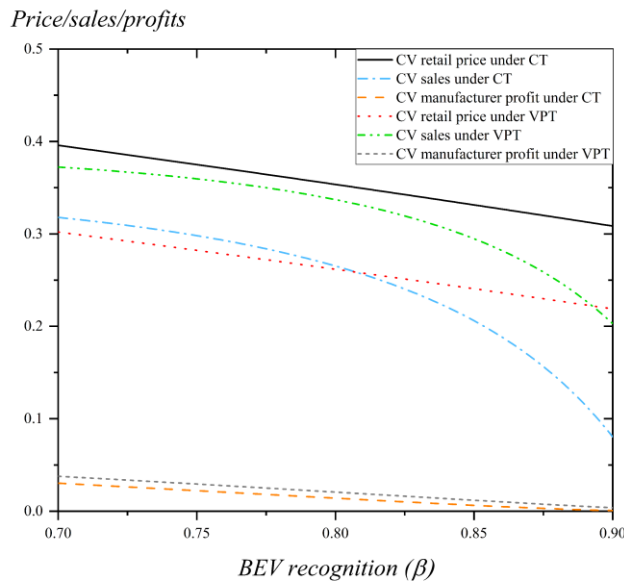 Price/sales/profits
0.5
CV retail price under CT
CV sales under CT
CV manufacturer profit under CT
CV retail price under VPT
CV sales under VPT
CV manufacturer profit under VPT
0.4
0.3
0.2
0.1
0.0
0.70 0.75 0.80 0.85 0.90
BEV recognition (β)